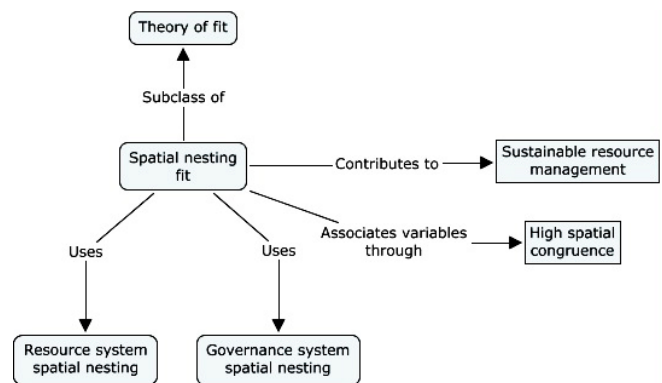 Theory of fit
Subclass of
Spatial nesting
fit
Contributes to
Sustainable resource
management
Associates variables
through
High spatial
congruence
Uses
Uses
Resource system
spatial nesting
Governance system
spatial nesting